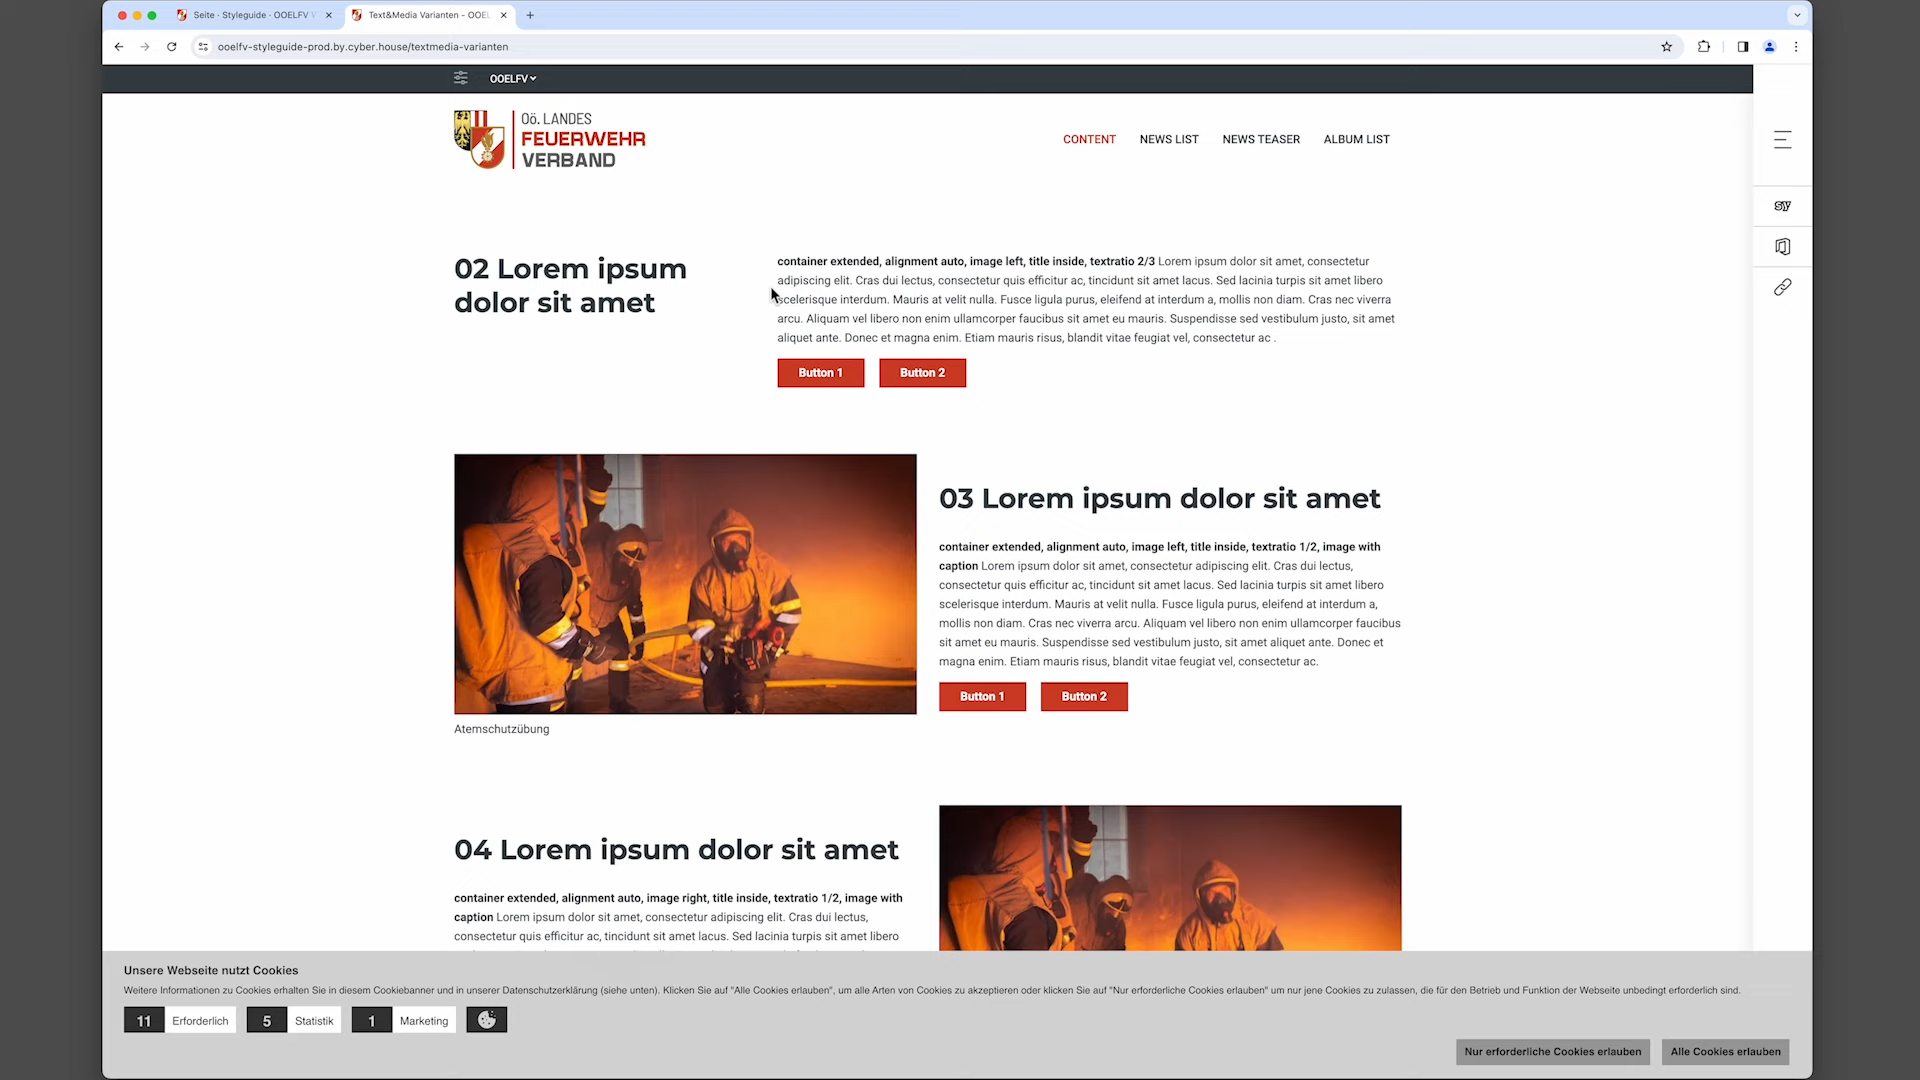 Seite · Styleguide · OOELFV
Text&Media Varianten - OOEL
ooelfv-styleguide-prod.by.cyber.house/textmedia-varianten
OOELFV
Oö. LANDES
FEUERWEHR
VERBAND
CONTENT NEWS LIST NEWS TEASER ALBUM LIST
sy
02 Lorem ipsum
dolor sit amet
container extended, alignment auto, image left, title inside, textratio 2/3 Lorem ipsum dolor sit amet, consectetur
adipiscing elit. Cras dui lectus, consectetur quis efficitur ac, tincidunt sit amet lacus. Sed lacinia turpis sit amet libero
scelerisque interdum. Mauris at velit nulla. Fusce ligula purus, eleifend at interdum a, mollis non diam. Cras nec viverra
arcu. Aliquam vel libero non enim ullamcorper faucibus sit amet eu mauris. Suspendisse sed vestibulum justo, sit amet
aliquet ante. Donec et magna enim. Etiam mauris risus, blandit vitae feugiat vel, consectetur ac .
Button 1 Button 2
03 Lorem ipsum dolor sit amet
container extended, alignment auto, image left, title inside, textratio 1/2, image with
caption Lorem ipsum dolor sit amet, consectetur adipiscing elit. Cras dui lectus,
consectetur quis efficitur ac, tincidunt sit amet lacus. Sed lacinia turpis sit amet libero
scelerisque interdum. Mauris at velit nulla. Fusce ligula purus, eleifend at interdum a,
mollis non diam. Cras nec viverra arcu. Aliquam vel libero non enim ullamcorper faucibus
sit amet eu mauris. Suspendisse sed vestibulum justo, sit amet aliquet ante. Donec et
magna enim. Etiam mauris risus, blandit vitae feugiat vel, consectetur ac.
Button 1 Button 2
Atemschutzübung
04 Lorem ipsum dolor sit amet
container extended, alignment auto, image right, title inside, textratio 1/2, image with
caption Lorem ipsum dolor sit amet, consectetur adipiscing elit. Cras dui lectus,
consectetur quis efficitur ac, tincidunt sit amet lacus. Sed lacinia turpis sit amet libero
Unsere Webseite nutzt Cookies
Weitere Informationen zu Cookies erhalten Sie in diesem Cookiebanner und in unserer Datenschutzerklärung (siehe unten). Klicken Sie auf "Alle Cookies erlauben", um alle Arten von Cookies zu akzeptieren oder klicken Sie auf "Nur erforderliche Cookies erlauben" um nur jene Cookies zu zulassen, die für den Betrieb und Funktion der Webseite unbedingt erforderlich sind.
11 Erforderlich 5 Statistik 1 Marketing
Nur erforderliche Cookies erlauben Alle Cookies erlauben